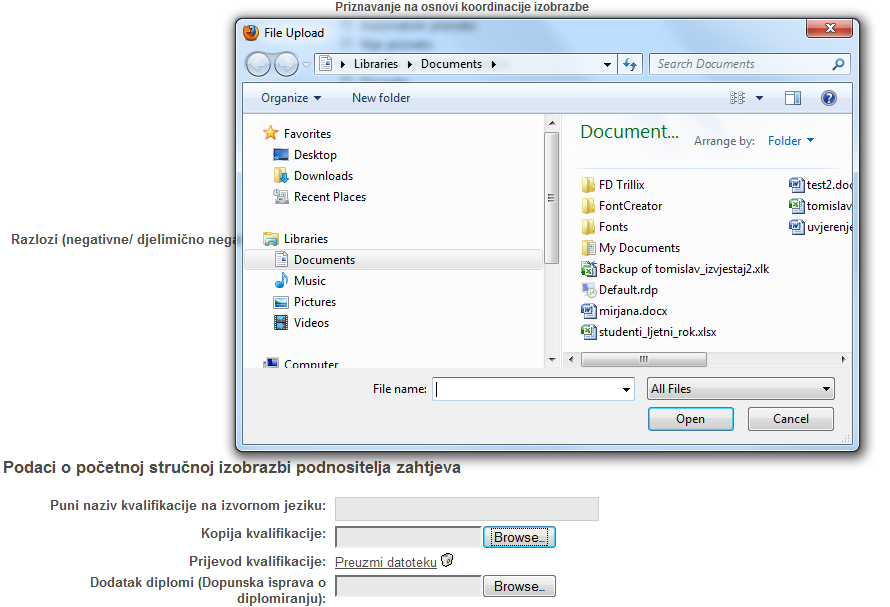 Priznavanje na osnovi koordinacije izobrazbe
File Upload
Libraries
Documents
Search Documents
Organize
New folder
Favorites
Desktop
Downloads
Recent Places
Libraries
Documents
Music
Pictures
Videos
Computer
Document...
Arrange by:
Folder
FD Trillix
FontCreator
Fonts
My Documents
Backup of tomislav_izvjestaj2.xlk
Default.rdp
mirjana.docx
studenti_ljetni_rok.xlsx
test2.doc
tomislav
uvjerenje
File name:
All Files
Open
Cancel
Razlozi (negativne/ djelimično nega
Podaci o početnoj stručnoj izobrazbi podnositelja zahtjeva
Puni naziv kvalifikacije na izvornom jeziku:
Kopija kvalifikacije:
Browse...
Prijevod kvalifikacije:
Preuzmi datoteku
Dodatak diplomi (Dopunska isprava o
diplomiranju):
Browse...